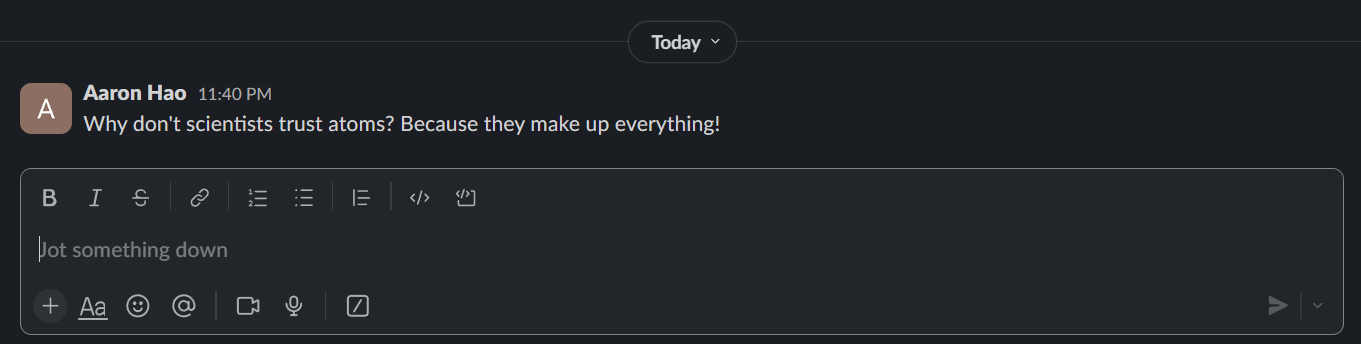 Today
Aaron Hao 11:40 PM
A
Why don't scientists trust atoms? Because they make up everything!
B I S
Jot something down
Aa @